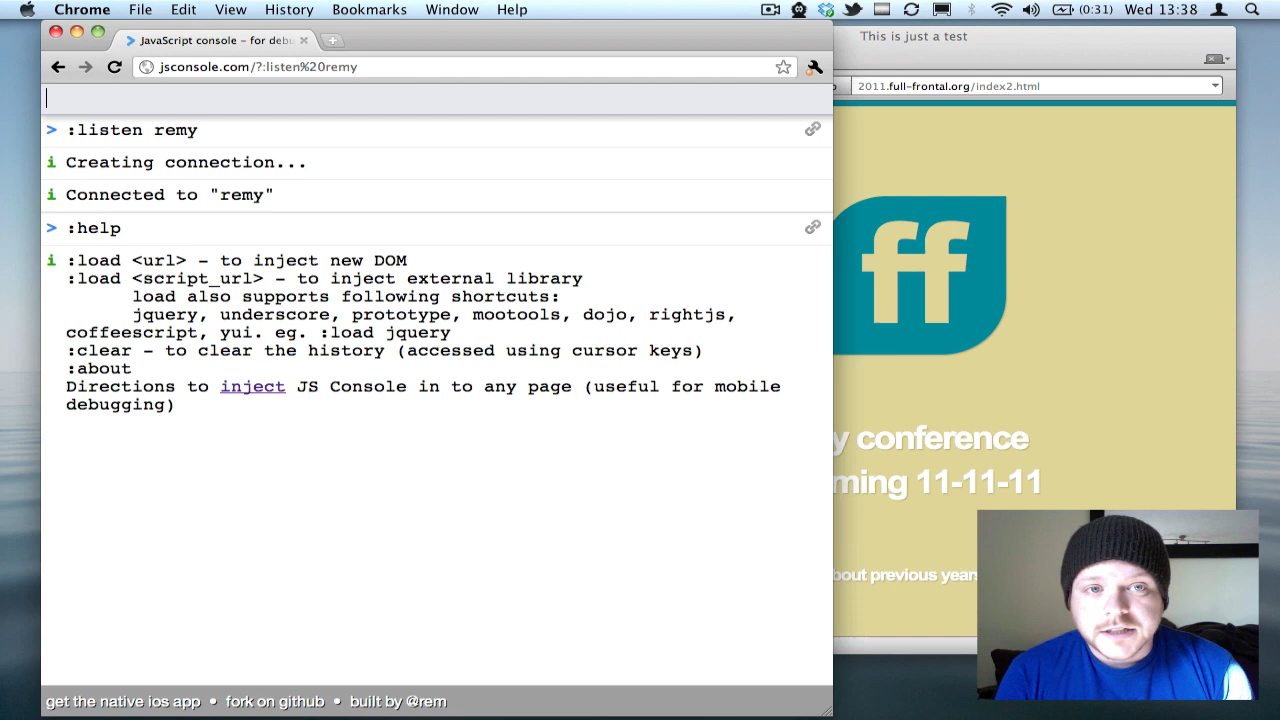 Chrome File Edit View History Bookmarks Window Help (0:31) Wed 13:38
JavaScript console – for debu
jsconsole.com/?:listen%20remy
> :listen remy
i Creating connection...
i Connected to "remy"
> :help
i :load <url> - to inject new DOM
:load <script_url> - to inject external library
load also supports following shortcuts:
jquery, underscore, prototype, mootools, dojo, rightjs,
coffeescript, yui. eg. :load jquery
:clear - to clear the history (accessed using cursor keys)
:about
Directions to inject JS Console in to any page (useful for mobile
debugging)
get the native ios app • fork on github • built by @rem
This is just a test
2011.full-frontal.org/index2.html
ff
y conference
ming 11-11-11
bout previous years